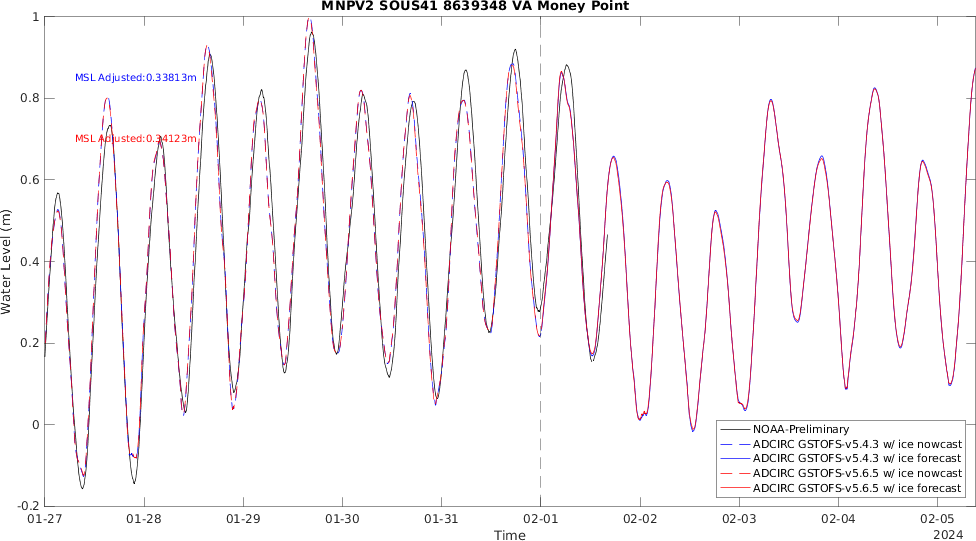 MNPV2 SOUS41 8639348 VA Money Point
1
MSL Adjusted:0.33813m
0.8
MSL Adjusted:0.34123m
0.6
Water Level (m)
0.4
0.2
0
-0.2
NOAA-Preliminary
ADCIRC GSTOFS-v5.4.3 w/ ice nowcast
ADCIRC GSTOFS-v5.4.3 w/ ice forecast
ADCIRC GSTOFS-v5.6.5 w/ ice nowcast
ADCIRC GSTOFS-v5.6.5 w/ ice forecast
01-27 01-28 01-29 01-30 01-31 02-01 02-02 02-03 02-04 02-05
Time
2024